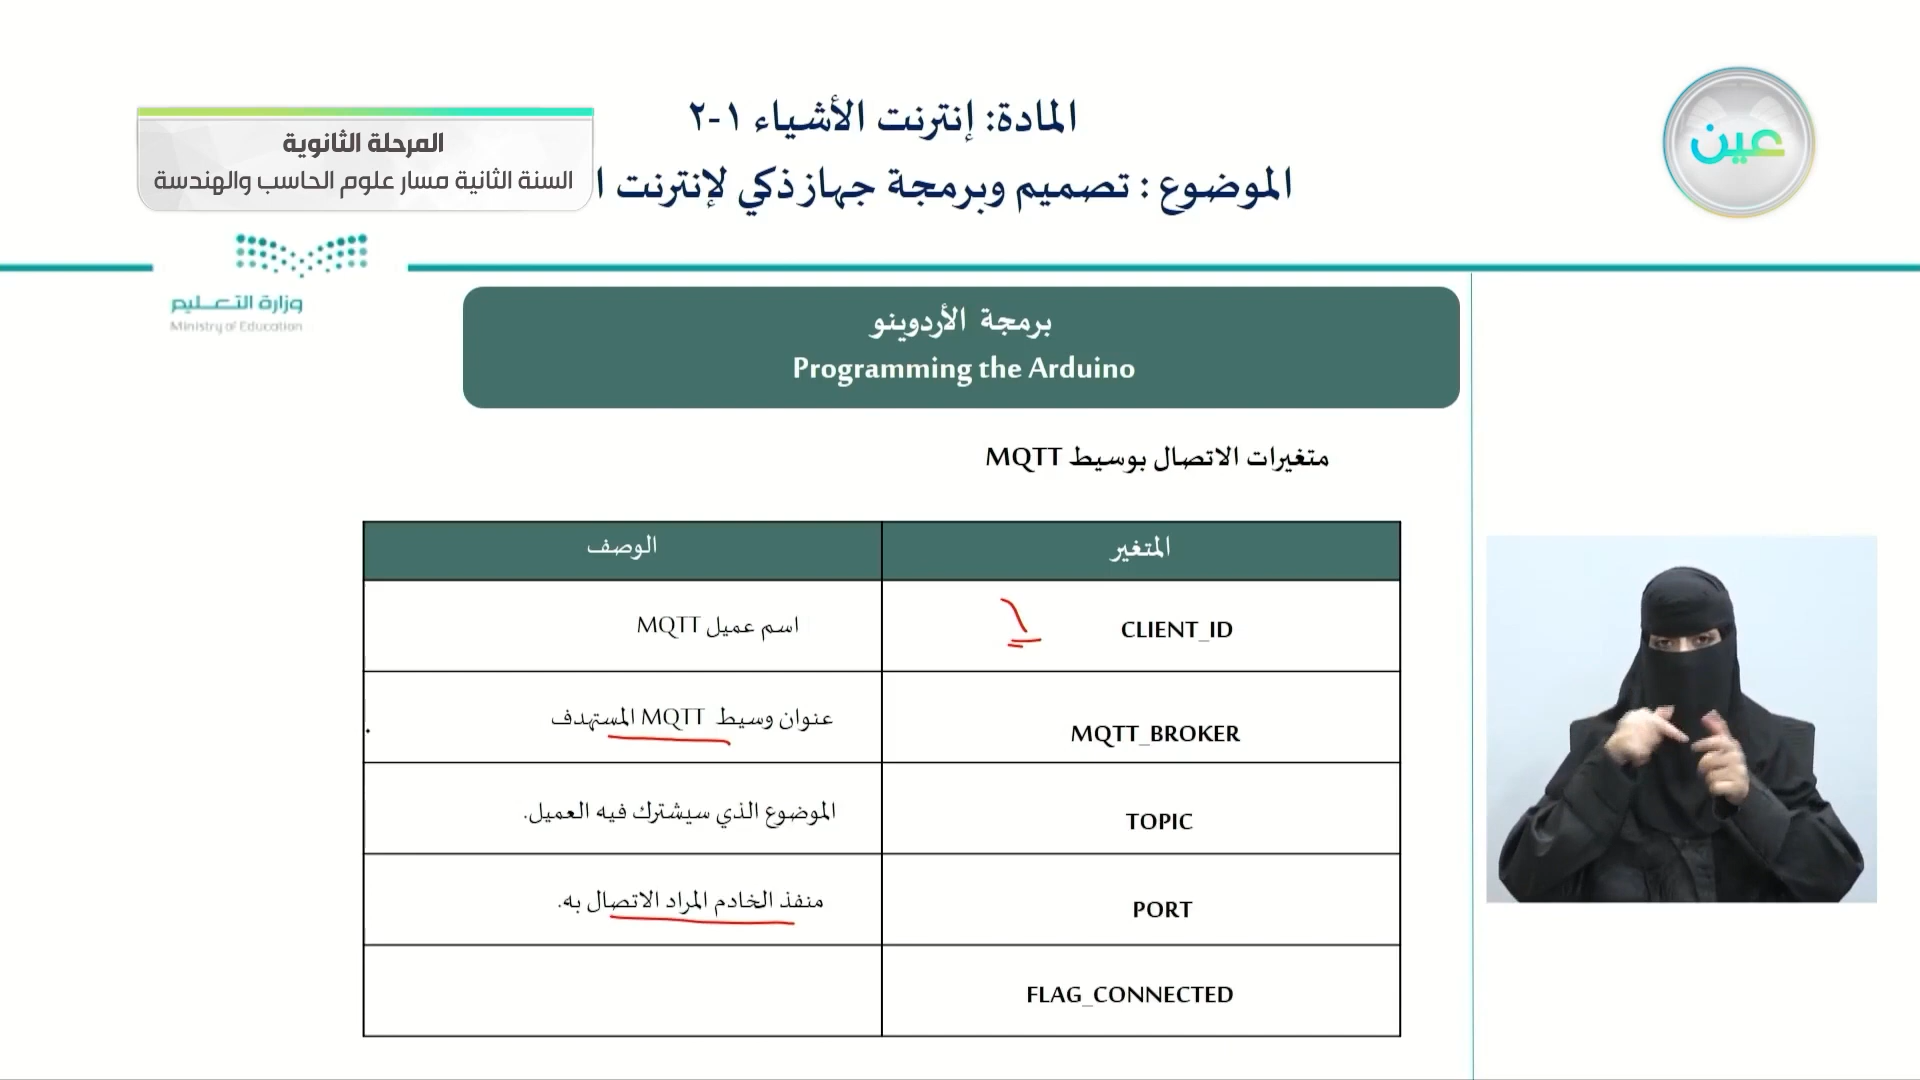 المادة: إنترنت الأشياء ١-٢
الموضوع : تصميم وبرمجة جهاز ذكي لإنترنت ا
المرحلة الثانوية
السنة الثانية مسار علوم الحاسب والهندسة
عين
وزارة التعليم
Ministry of Education
برمجة الأردوينو
Programming the Arduino
متغيرات الاتصال بوسيط MQTT
المتغير الوصف
CLIENT_ID اسم عميل MQTT
MQTT_BROKER عنوان وسيط MQTT المستهدف
.
TOPIC الموضوع الذي سيشترك فيه العميل.
PORT منفذ الخادم المراد الاتصال به.
FLAG_CONNECTED